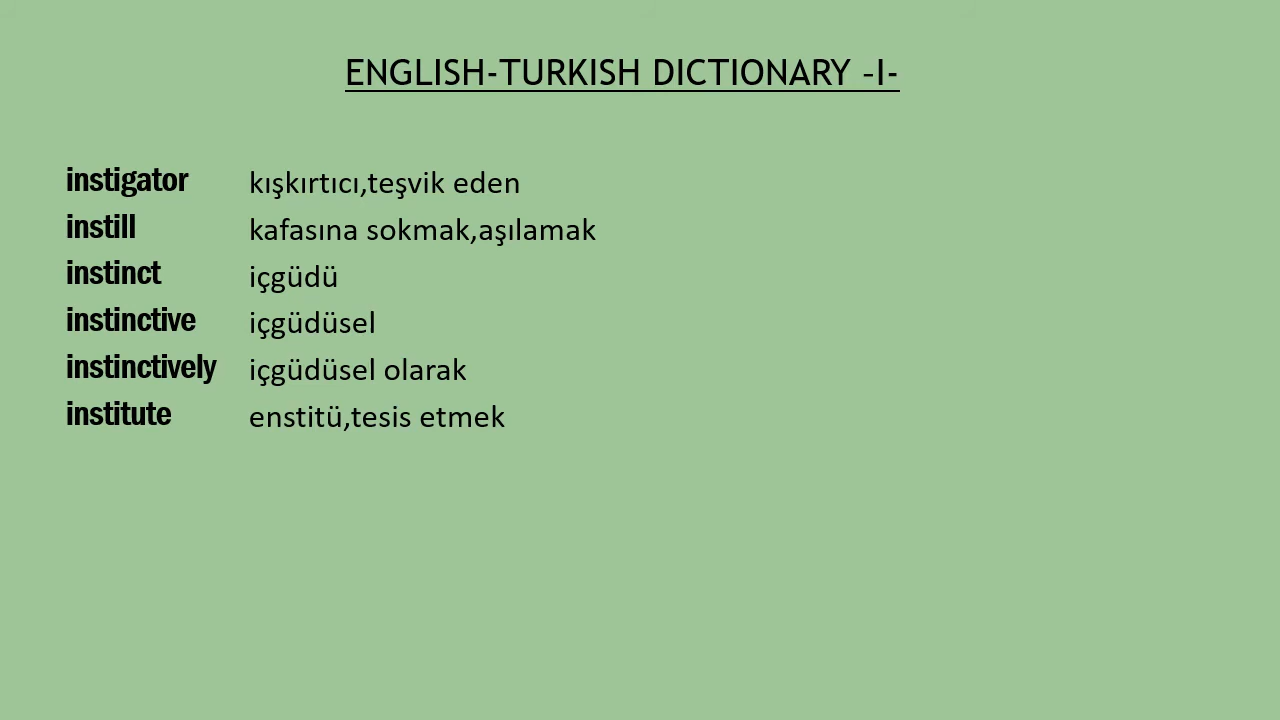 ENGLISH-TURKISH DICTIONARY –I-
instigator kışkırtıcı,teşvik eden
instill kafasına sokmak,aşılamak
instinct içgüdü
instinctive içgüdüsel
instinctively içgüdüsel olarak
institute enstitü,tesis etmek